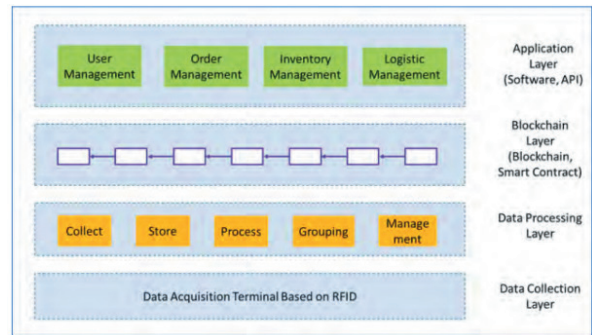 User
Management
Order
Management
Inventory
Management
Logistic
Management
Application
Layer
(Software, API)
Blockchain
Layer
(Blockchain,
Smart Contract)
Collect
Store
Process
Grouping
Manage
ment
Data Processing
Layer
Data Acquisition Terminal Based on RFID
Data Collection
Layer